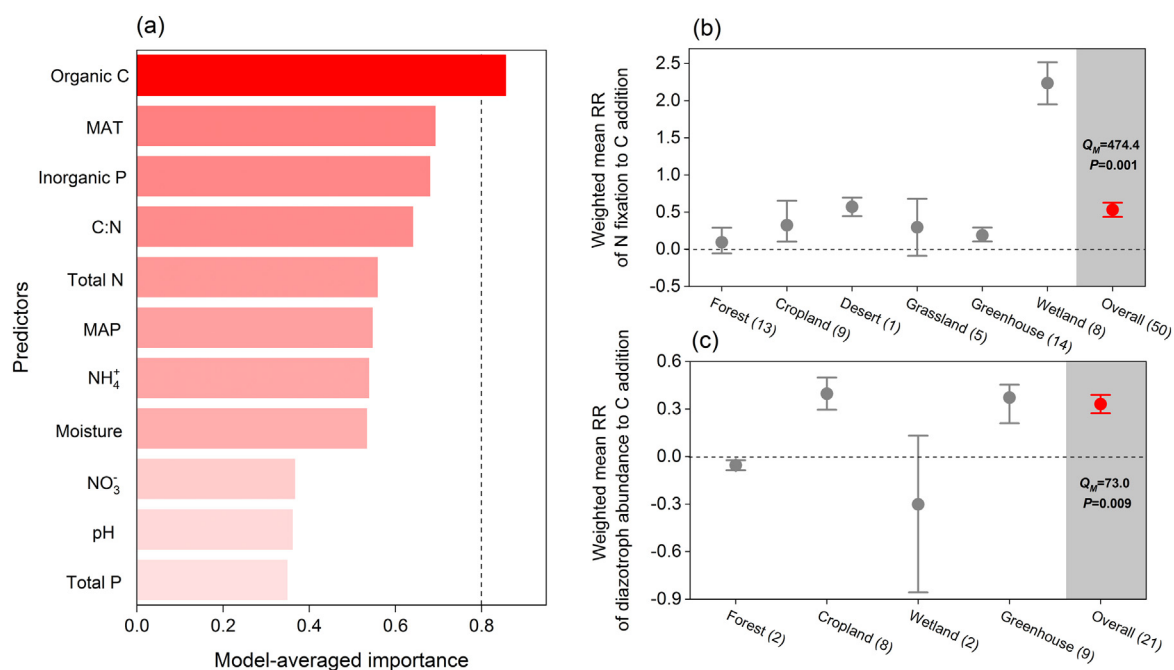 (a)
Predictors
Organic C
MAT
Inorganic P
C:N
Total N
MAP
NH₄⁺
Moisture
NO₃⁻
pH
Total P
0.0 0.2 0.4 0.6 0.8
Model-averaged importance
(b)
Weighted mean RR
of N fixation to C addition
2.5
2.0
1.5
1.0
0.5
0.0
-0.5
Q_M=474.4
P=0.001
Forest (13)
Cropland (9)
Desert (1)
Grassland (5)
Greenhouse (14)
Wetland (8)
Overall (50)
(c)
Weighted mean RR
of diazotroph abundance to C addition
0.6
0.3
0.0
-0.3
-0.6
-0.9
Q_M=73.0
P=0.009
Forest (2)
Cropland (8)
Wetland (2)
Greenhouse (9)
Overall (21)